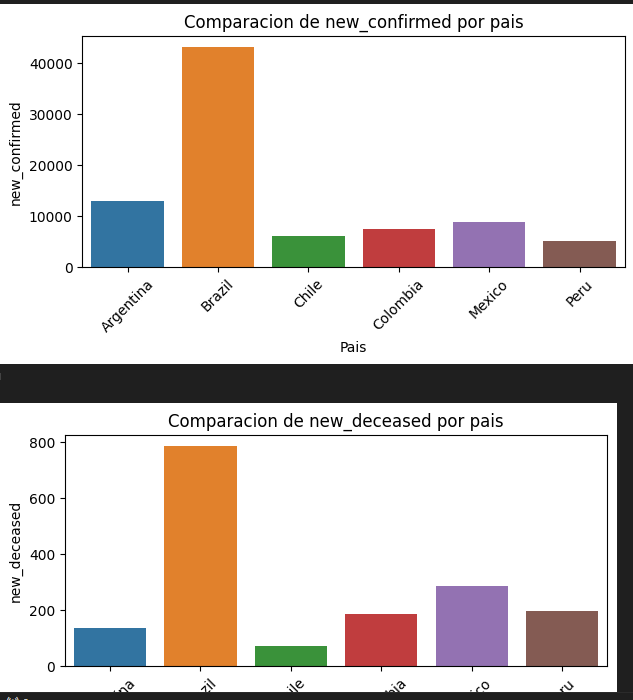 Comparacion de new_confirmed por pais
new_confirmed
40000
30000
20000
10000
0
Argentina
Brazil
Chile
Colombia
Mexico
Peru
Pais
Comparacion de new_deceased por pais
new_deceased
800
600
400
200
0